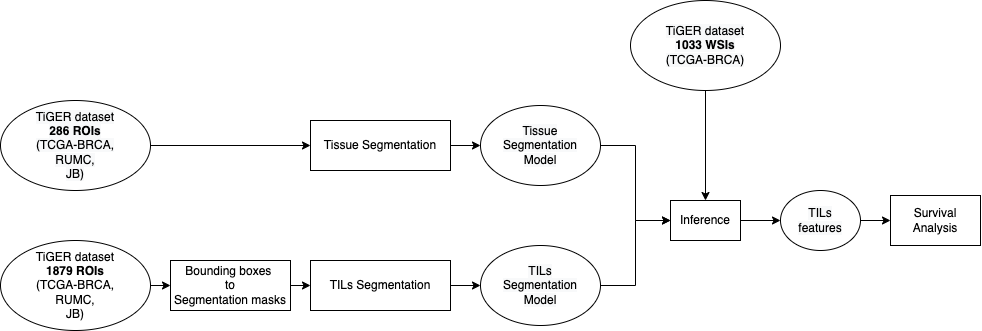 TiGER dataset
1033 WSIs
(TCGA-BRCA)
TiGER dataset
286 ROIs
(TCGA-BRCA,
RUMC,
JB)
Tissue Segmentation
Tissue
Segmentation
Model
Inference
TILs
features
Survival
Analysis
TiGER dataset
1879 ROIs
(TCGA-BRCA,
RUMC,
JB)
Bounding boxes
to
Segmentation masks
TILs Segmentation
TILs
Segmentation
Model